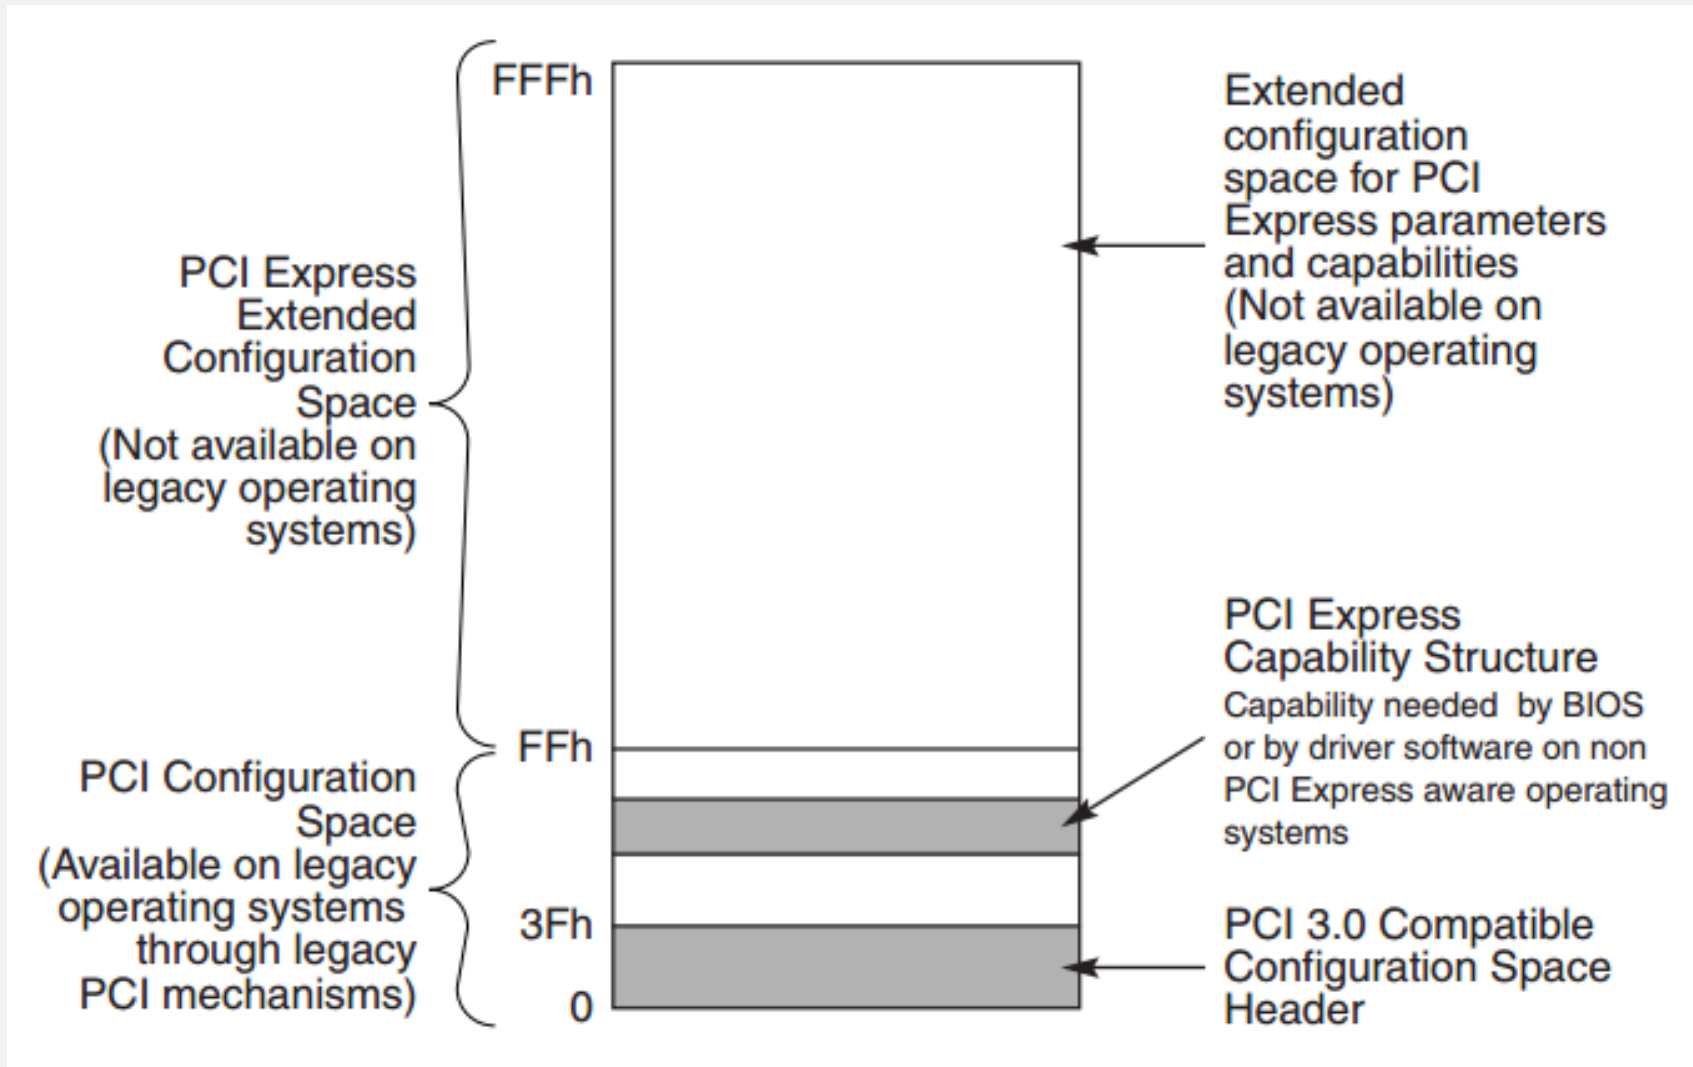 FFFh
PCI Express
Extended
Configuration
Space
(Not available on
legacy operating
systems)
Extended
configuration
space for PCI
Express parameters
and capabilities
(Not available on
legacy operating
systems)
FFh
PCI Configuration
Space
(Available on legacy
operating systems
through legacy
PCI mechanisms)
3Fh
0
PCI Express
Capability Structure
Capability needed by BIOS
or by driver software on non
PCI Express aware operating
systems
PCI 3.0 Compatible
Configuration Space
Header